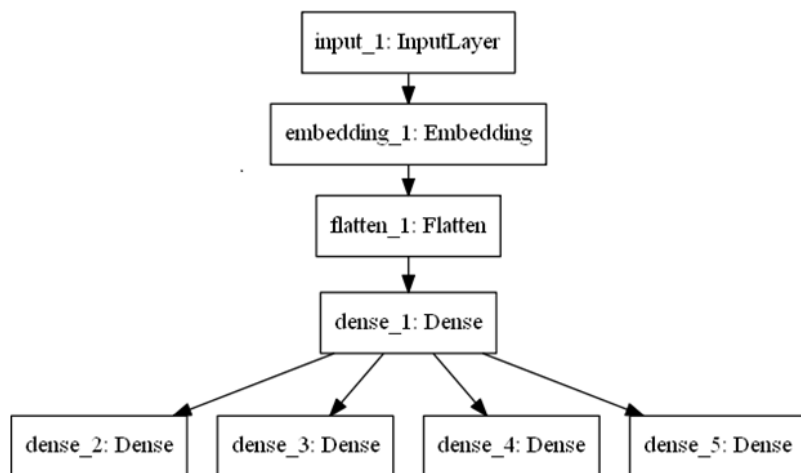 input_1: InputLayer
embedding_1: Embedding
flatten_1: Flatten
dense_1: Dense
dense_2: Dense
dense_3: Dense
dense_4: Dense
dense_5: Dense